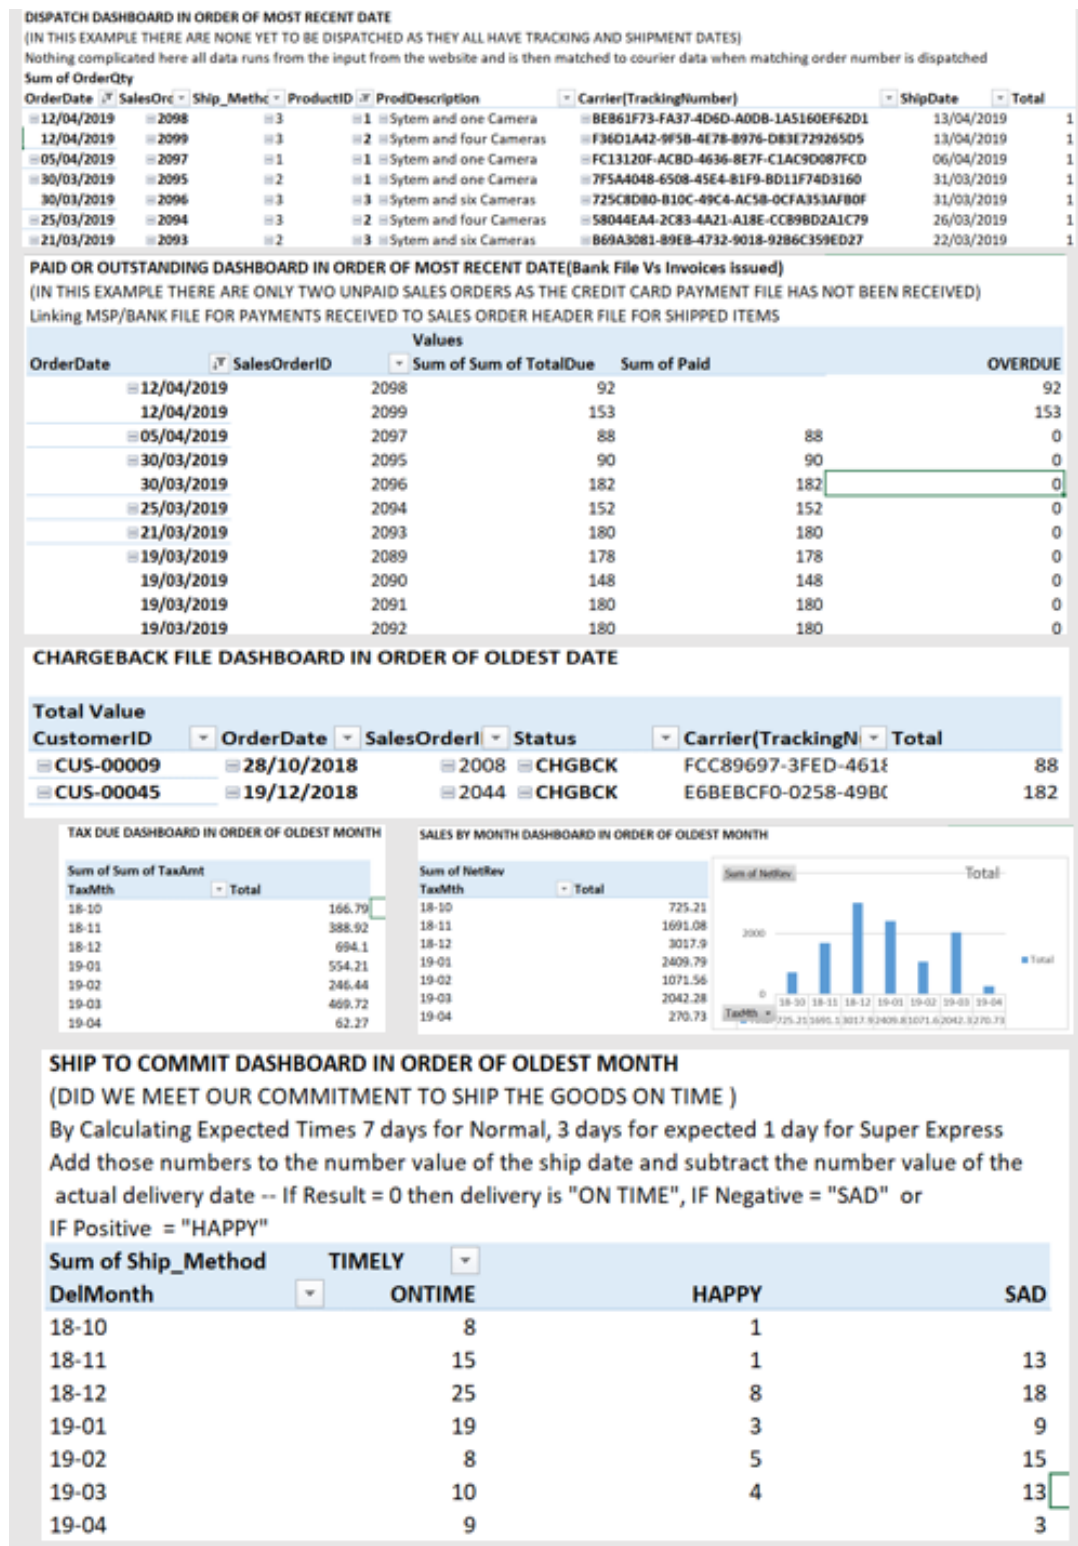 DISPATCH DASHBOARD IN ORDER OF MOST RECENT DATE
(IN THIS EXAMPLE THERE ARE NONE YET TO BE DISPATCHED AS THEY ALL HAVE TRACKING AND SHIPMENT DATES)
Nothing complicated here all data runs from the input from the website and is then matched to courier data when matching order number is dispatched
Sum of OrderQty
OrderDate SalesOrc Ship_Methc ProductID ProdDescription Carrier(TrackingNumber) ShipDate Total
12/04/2019 2098 3 1 Sytem and one Camera BEB61F73-FA37-4D6D-A0DB-1A5160EF62D1 13/04/2019 1
12/04/2019 2099 3 2 Sytem and four Cameras F36D1A42-9F5B-4E78-8976-D83E729265D5 13/04/2019 1
05/04/2019 2097 1 1 Sytem and one Camera FC13120F-ACBD-4636-8E7F-C1AC9D087FCD 06/04/2019 1
30/03/2019 2095 2 1 Sytem and one Camera 7F5A4048-6508-45E4-B1F9-BD11F74D3160 31/03/2019 1
30/03/2019 2096 3 3 Sytem and six Cameras 725C8DB0-B10C-49C4-AC5B-0CFA353AFB0F 31/03/2019 1
25/03/2019 2094 3 2 Sytem and four Cameras 58044EA4-2C83-4A21-A18E-CCB9BD2A1C79 26/03/2019 1
21/03/2019 2093 2 3 Sytem and six Cameras B69A3081-B9EB-4732-9018-92B6C359ED27 22/03/2019 1
PAID OR OUTSTANDING DASHBOARD IN ORDER OF MOST RECENT DATE(Bank File Vs Invoices issued)
(IN THIS EXAMPLE THERE ARE ONLY TWO UNPAID SALES ORDERS AS THE CREDIT CARD PAYMENT FILE HAS NOT BEEN RECEIVED)
Linking MSP/BANK FILE FOR PAYMENTS RECEIVED TO SALES ORDER HEADER FILE FOR SHIPPED ITEMS
Values
OrderDate SalesOrderID Sum of Sum of TotalDue Sum of Paid OVERDUE
12/04/2019 2098 92 92
12/04/2019 2099 153 153
05/04/2019 2097 88 88 0
30/03/2019 2095 90 90 0
30/03/2019 2096 182 182 0
25/03/2019 2094 152 152 0
21/03/2019 2093 180 180 0
19/03/2019 2089 178 178 0
19/03/2019 2090 148 148 0
19/03/2019 2091 180 180 0
19/03/2019 2092 180 180 0
CHARGEBACK FILE DASHBOARD IN ORDER OF OLDEST DATE
Total Value
CustomerID OrderDate SalesOrderI Status Carrier(TrackingN Total
CUS-00009 28/10/2018 2008 CHGBCK FCC89697-3FED-4618 88
CUS-00045 19/12/2018 2044 CHGBCK E6BEBCF0-0258-49B0 182
TAX DUE DASHBOARD IN ORDER OF OLDEST MONTH
Sum of Sum of TaxAmt
TaxMth Total
18-10 166.79
18-11 388.92
18-12 694.1
19-01 554.21
19-02 246.44
19-03 469.72
19-04 62.27
SALES BY MONTH DASHBOARD IN ORDER OF OLDEST MONTH
Sum of NetRev
TaxMth Total
18-10 725.21
18-11 1691.08
18-12 3017.9
19-01 2409.79
19-02 1071.56
19-03 2042.28
19-04 270.73
Sum of NetRev
Total
2000
Total
0
18-10 18-11 18-12 19-01 19-02 19-03 19-04
TaxMth
725.21 1691.1 3017.9 2409.8 1071.6 2042.3 270.73
SHIP TO COMMIT DASHBOARD IN ORDER OF OLDEST MONTH
(DID WE MEET OUR COMMITMENT TO SHIP THE GOODS ON TIME )
By Calculating Expected Times 7 days for Normal, 3 days for expected 1 day for Super Express
Add those numbers to the number value of the ship date and subtract the number value of the
actual delivery date -- If Result = 0 then delivery is "ON TIME", IF Negative = "SAD" or
IF Positive = "HAPPY"
Sum of Ship_Method TIMELY
DelMonth ONTIME HAPPY SAD
18-10 8 1
18-11 15 1 13
18-12 25 8 18
19-01 19 3 9
19-02 8 5 15
19-03 10 4 13
19-04 9 3